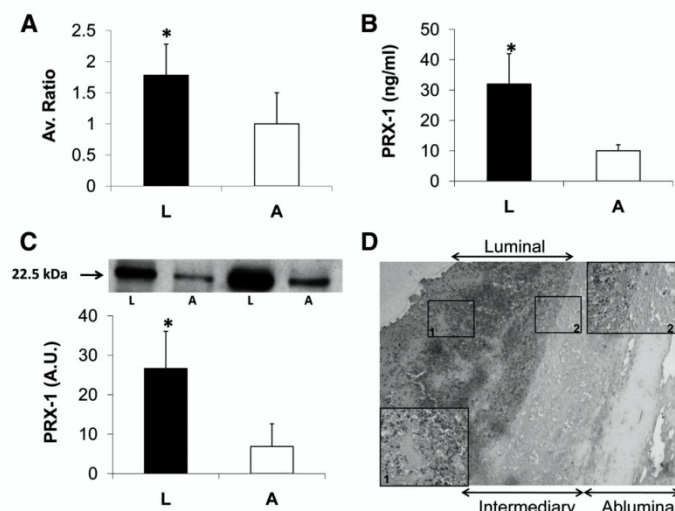 A
*
2.5
2
1.5
1
0.5
0
Av. Ratio
L A
B
*
50
40
30
20
10
0
PRX-1 (ng/ml)
L A
C
22.5 kDa
L A L A
*
40
30
20
10
0
PRX-1 (A.U.)
L A
D
Luminal
1
2
2
1
Intermediary Abluminal